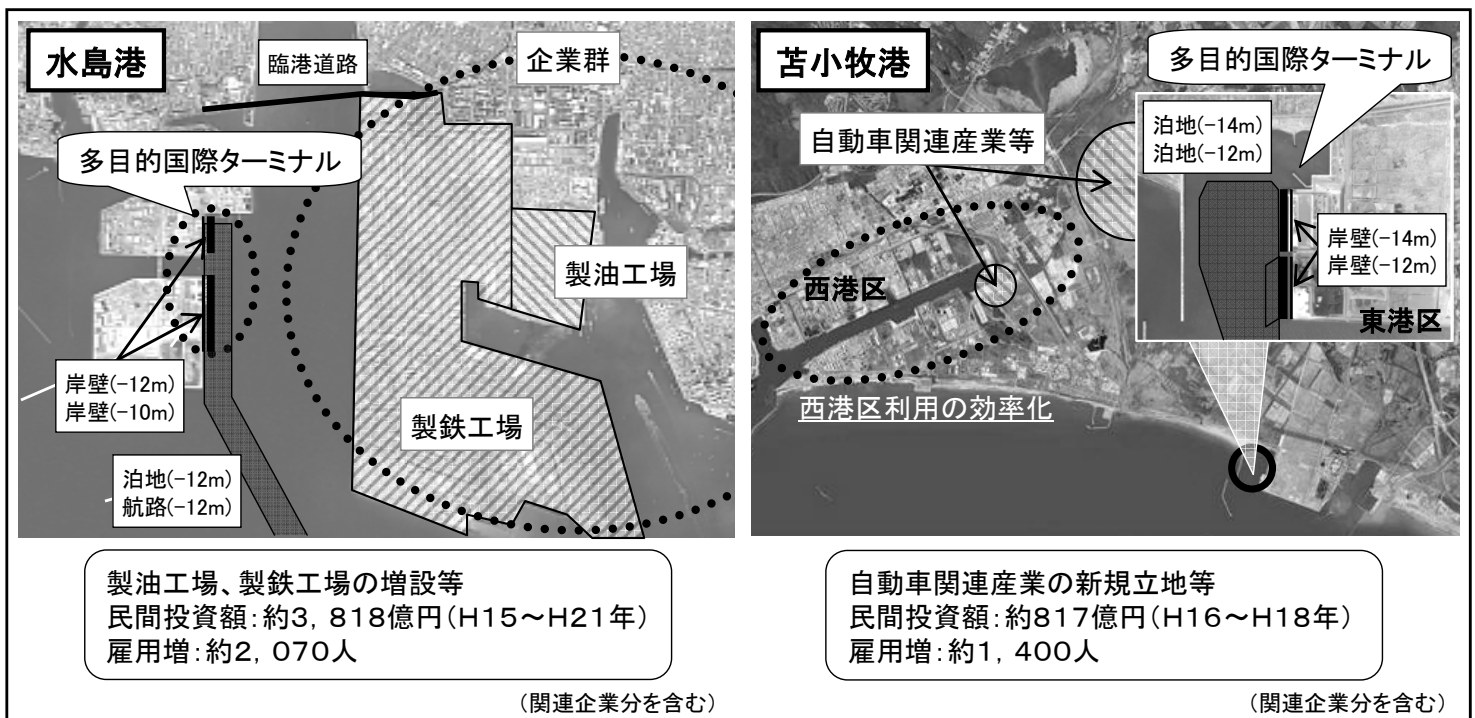 水島港
臨港道路
企業群
多目的国際ターミナル
製油工場
岸壁(-12m)
岸壁(-10m)
製鉄工場
泊地(-12m)
航路(-12m)
製油工場、製鉄工場の増設等
民間投資額:約3,818億円(H15~H21年)
雇用増:約2,070人
(関連企業分を含む)
苫小牧港
多目的国際ターミナル
泊地(-14m)
泊地(-12m)
自動車関連産業等
岸壁(-14m)
岸壁(-12m)
西港区
東港区
西港区利用の効率化
自動車関連産業の新規立地等
民間投資額:約817億円(H16~H18年)
雇用増:約1,400人
(関連企業分を含む)